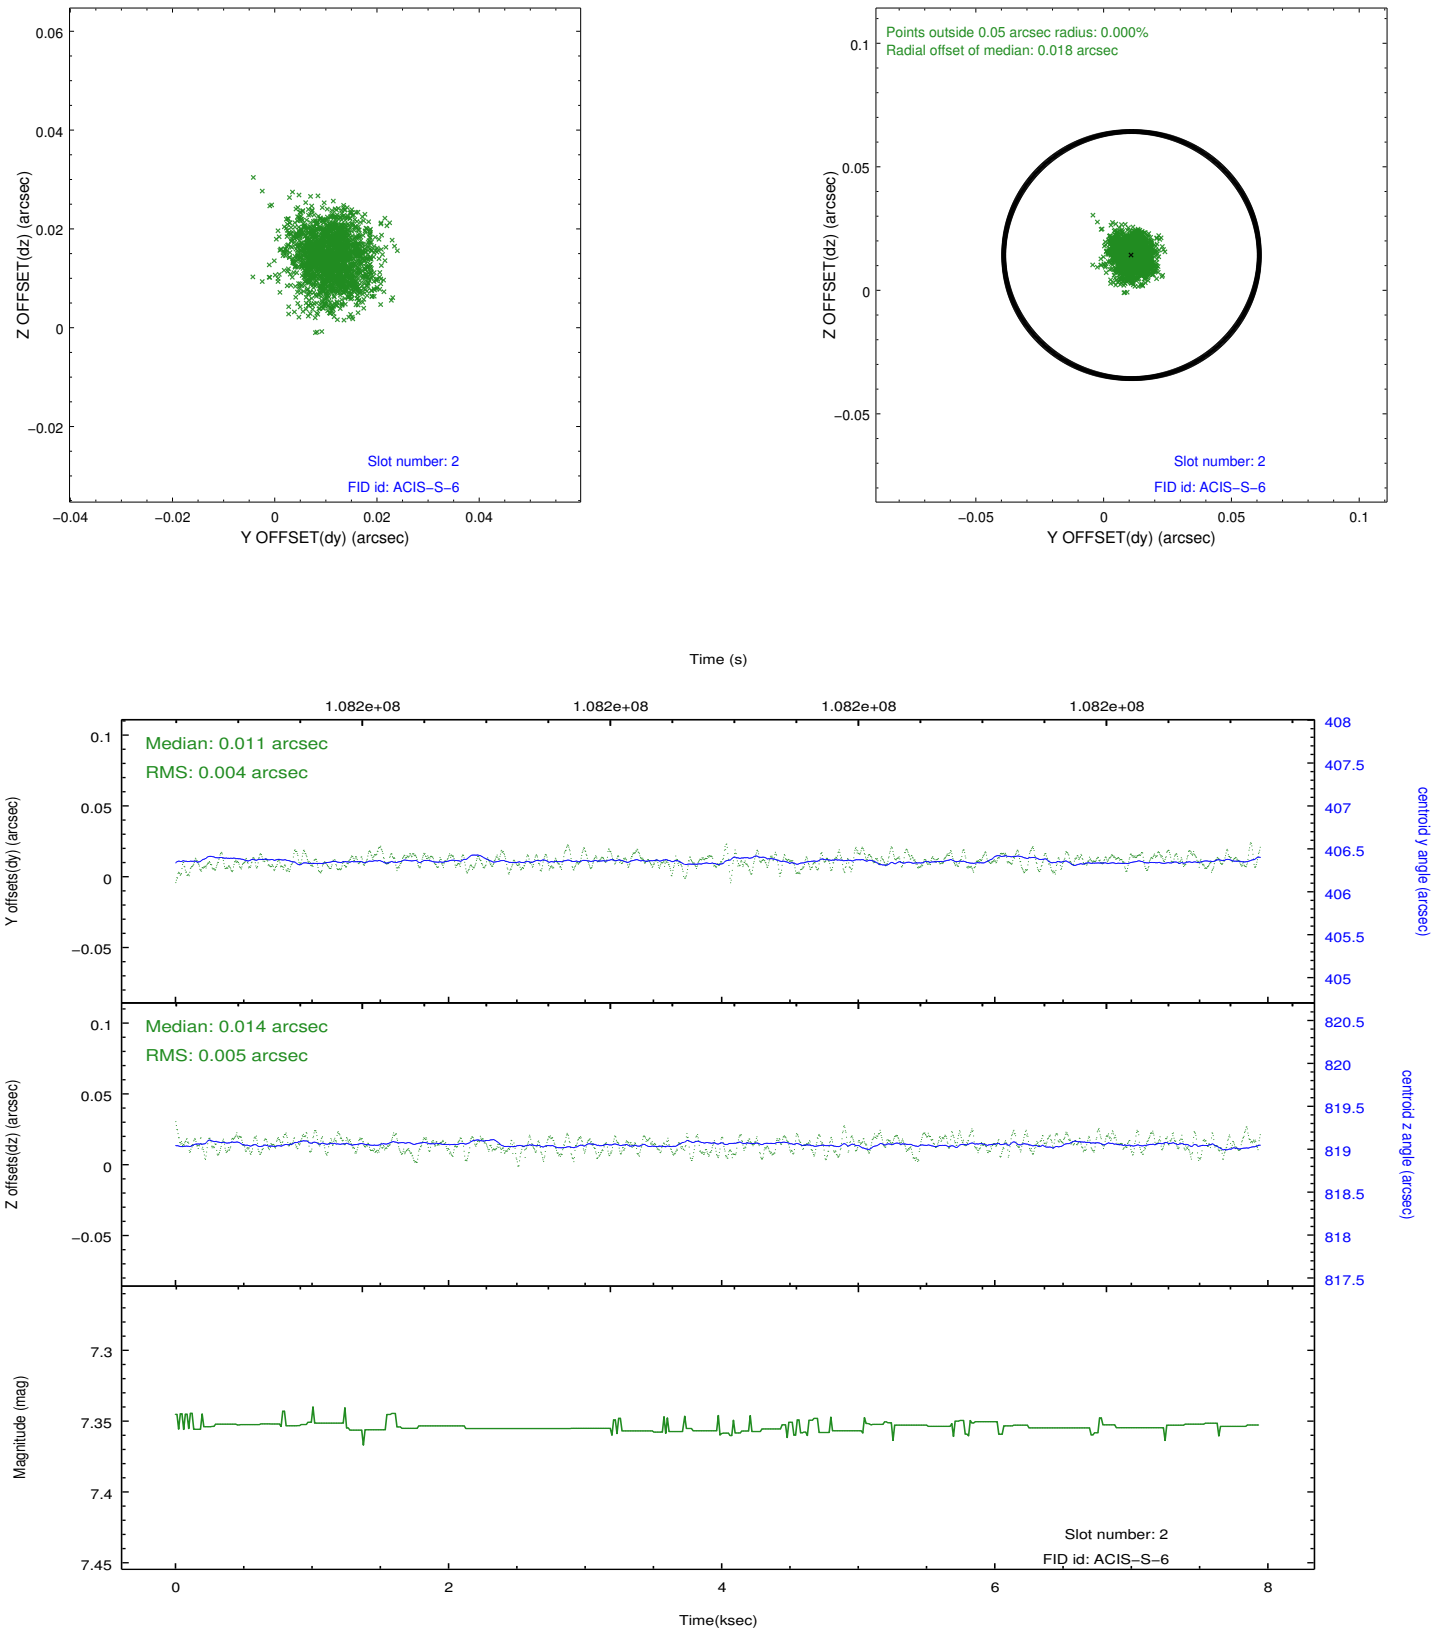 0.06
0.04
0.02
0
−0.02
Z OFFSET(dz) (arcsec)
−0.04
−0.02
0
0.02
0.04
Y OFFSET(dy) (arcsec)
Slot number: 2
FID id: ACIS−S−6
Points outside 0.05 arcsec radius: 0.000%
Radial offset of median: 0.018 arcsec
0.1
0.05
0
−0.05
Z OFFSET(dz) (arcsec)
−0.05
0
0.05
0.1
Y OFFSET(dy) (arcsec)
Slot number: 2
FID id: ACIS−S−6
Time (s)
1.082e+08
1.082e+08
1.082e+08
1.082e+08
Median: 0.011 arcsec
RMS: 0.004 arcsec
0.1
0.05
0
−0.05
Y offsets(dy) (arcsec)
408
407.5
407
406.5
406
405.5
405
centroid y angle (arcsec)
Median: 0.014 arcsec
RMS: 0.005 arcsec
0.1
0.05
0
−0.05
Z offsets(dz) (arcsec)
820.5
820
819.5
819
818.5
818
817.5
centroid z angle (arcsec)
7.3
7.35
7.4
7.45
Magnitude (mag)
Slot number: 2
FID id: ACIS−S−6
0
2
4
6
8
Time(ksec)